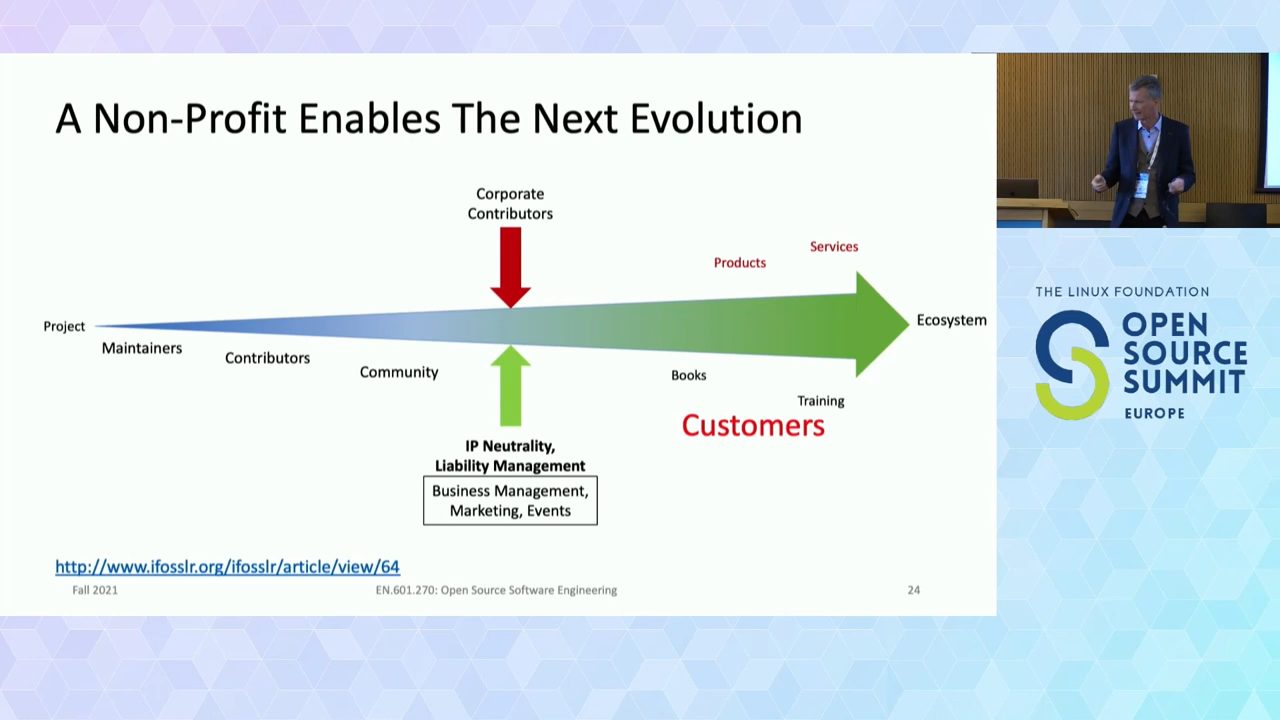 A Non-Profit Enables The Next Evolution
Corporate
Contributors
Services
Products
Project
Ecosystem
Maintainers
Contributors
Community
Books
Training
Customers
IP Neutrality,
Liability Management
Business Management,
Marketing, Events
http://www.ifosslr.org/ifosslr/article/view/64
Fall 2021
EN.601.270: Open Source Software Engineering
24
THE LINUX FOUNDATION
OPEN
SOURCE
SUMMIT
EUROPE